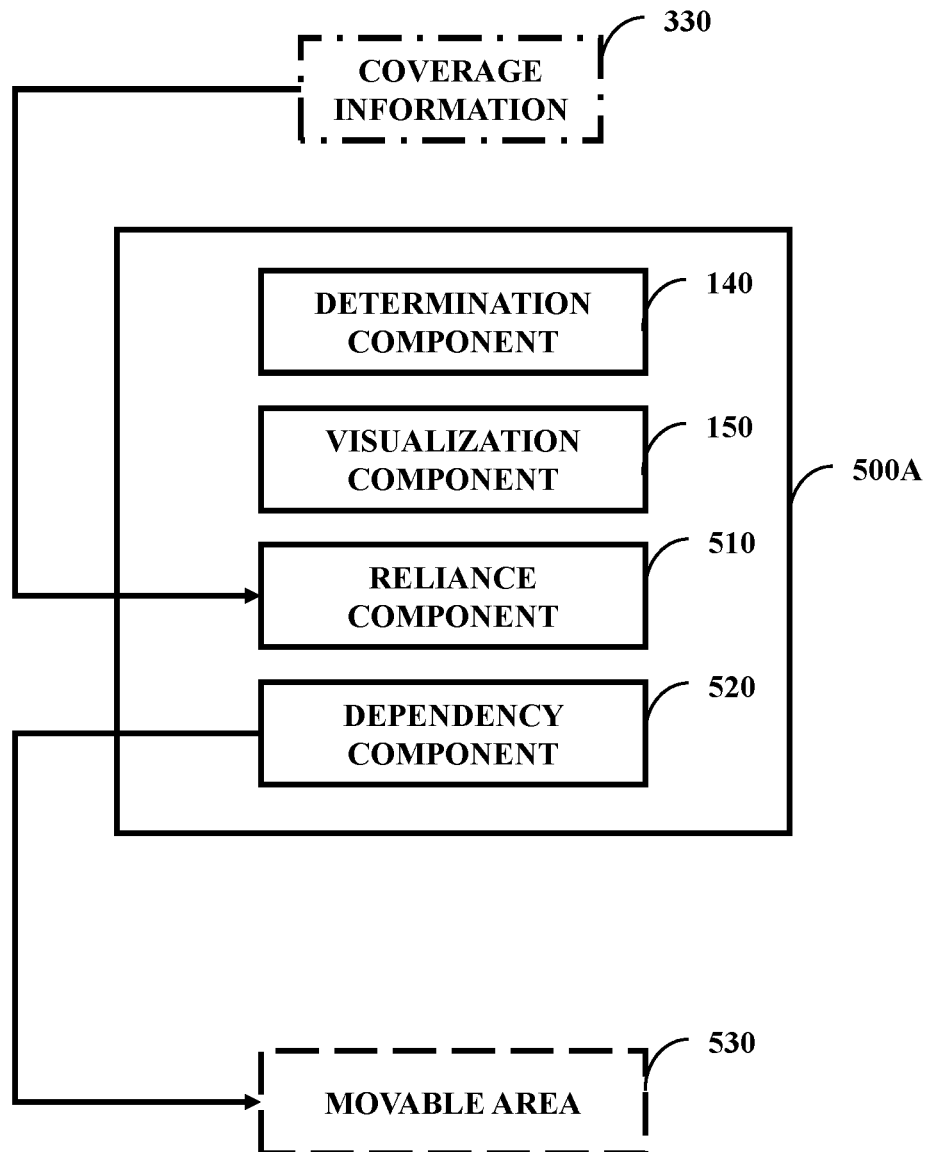 330
COVERAGE
INFORMATION
DETERMINATION
COMPONENT
140
VISUALIZATION
COMPONENT
150
500A
RELIANCE
COMPONENT
510
DEPENDENCY
COMPONENT
520
MOVABLE AREA
530